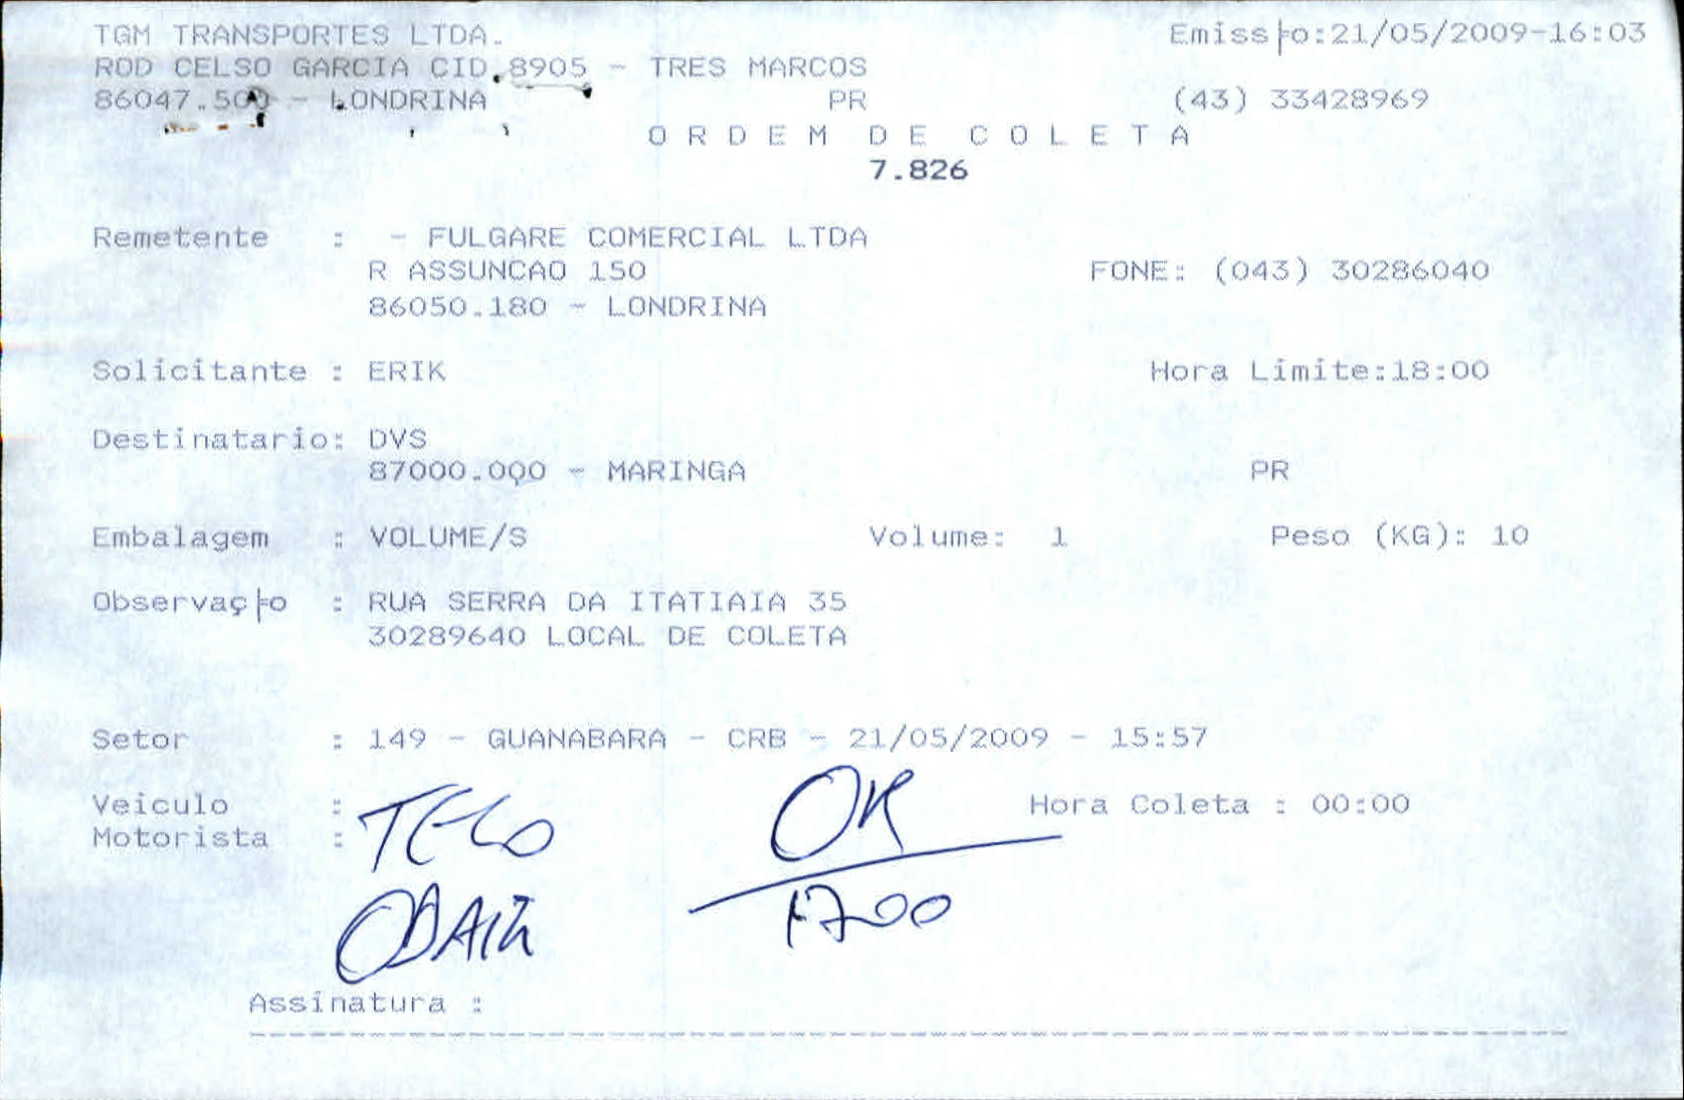 TGM TRANSPORTES LTDA. Emiss├o:21/05/2009-16:03
ROD CELSO GARCIA CID.8905 - TRES MARCOS
86047.500 - LONDRINA PR (43) 33428969
O R D E M D E C O L E T A
7.826
Remetente : - FULGARE COMERCIAL LTDA
R ASSUNCAO 150 FONE: (043) 30286040
86050.180 - LONDRINA
Solicitante : ERIK Hora Limite:18:00
Destinatario: DVS
87000.000 - MARINGA PR
Embalagem : VOLUME/S Volume: 1 Peso (KG): 10
Observaç├o : RUA SERRA DA ITATIAIA 35
30289640 LOCAL DE COLETA
Setor : 149 - GUANABARA - CRB - 21/05/2009 - 15:57
Veiculo : OK Hora Coleta : 00:00
Motorista :
1700
Assinatura :